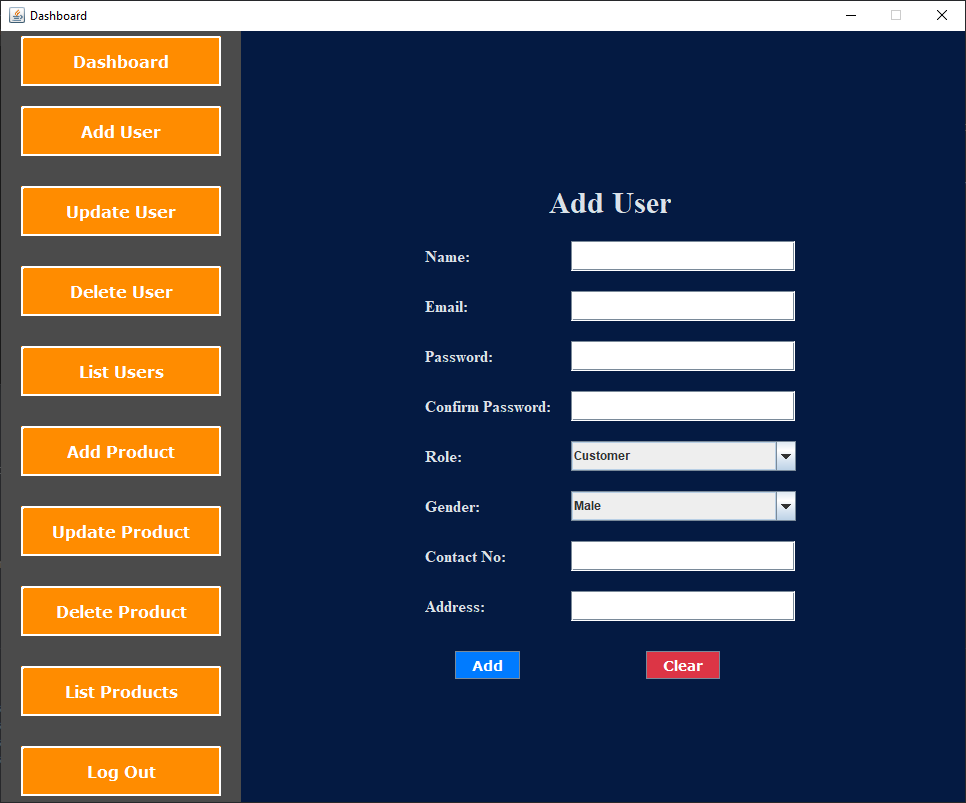 Dashboard
Dashboard
Add User
Update User
Delete User
List Users
Add Product
Update Product
Delete Product
List Products
Log Out
Add User
Name:
Email:
Password:
Confirm Password:
Role: Customer
Gender: Male
Contact No:
Address:
Add Clear